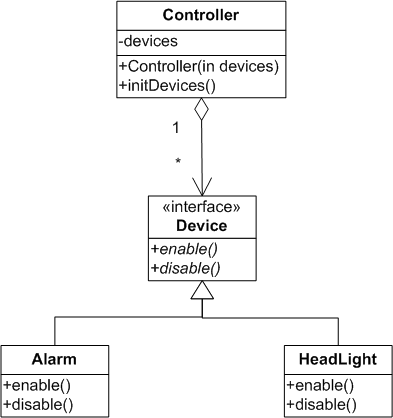 Controller
-devices
+Controller(in devices)
+initDevices()
1
*
«interface»
Device
+enable()
+disable()
Alarm
+enable()
+disable()
HeadLight
+enable()
+disable()